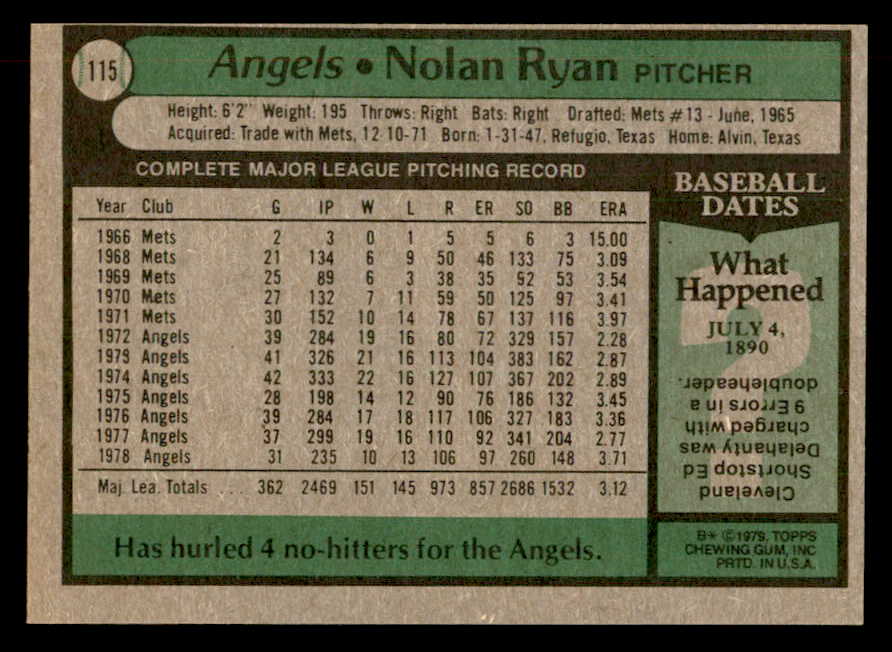 115
Angels • Nolan Ryan PITCHER
Height: 6'2" Weight: 195 Throws: Right Bats: Right Drafted: Mets #13 - June, 1965
Acquired: Trade with Mets, 12-10-71 Born: 1-31-47, Refugio, Texas Home: Alvin, Texas
COMPLETE MAJOR LEAGUE PITCHING RECORD
Year Club G IP W L R ER SO BB ERA
1966 Mets 2 3 0 1 5 5 6 3 15.00
1968 Mets 21 134 6 9 50 46 133 75 3.09
1969 Mets 25 89 6 3 38 35 92 53 3.54
1970 Mets 27 132 7 11 59 50 125 97 3.41
1971 Mets 30 152 10 14 78 67 137 116 3.97
1972 Angels 39 284 19 16 80 72 329 157 2.28
1973 Angels 41 326 21 16 113 104 383 162 2.87
1974 Angels 42 333 22 16 127 107 367 202 2.89
1975 Angels 28 198 14 12 90 76 186 132 3.45
1976 Angels 39 284 17 18 117 106 327 183 3.36
1977 Angels 37 299 19 16 110 92 341 204 2.77
1978 Angels 31 235 10 13 106 97 260 148 3.71
Maj. Lea. Totals ... 362 2469 151 145 973 857 2686 1532 3.12
Has hurled 4 no-hitters for the Angels.
BASEBALL
DATES
What
Happened
JULY 4,
1890
Cleveland
Shortstop Ed
Delahanty was
charged with
9 Errors in a
doubleheader.
B* ©1979, TOPPS
CHEWING GUM, INC
PRTD. IN U.S.A.